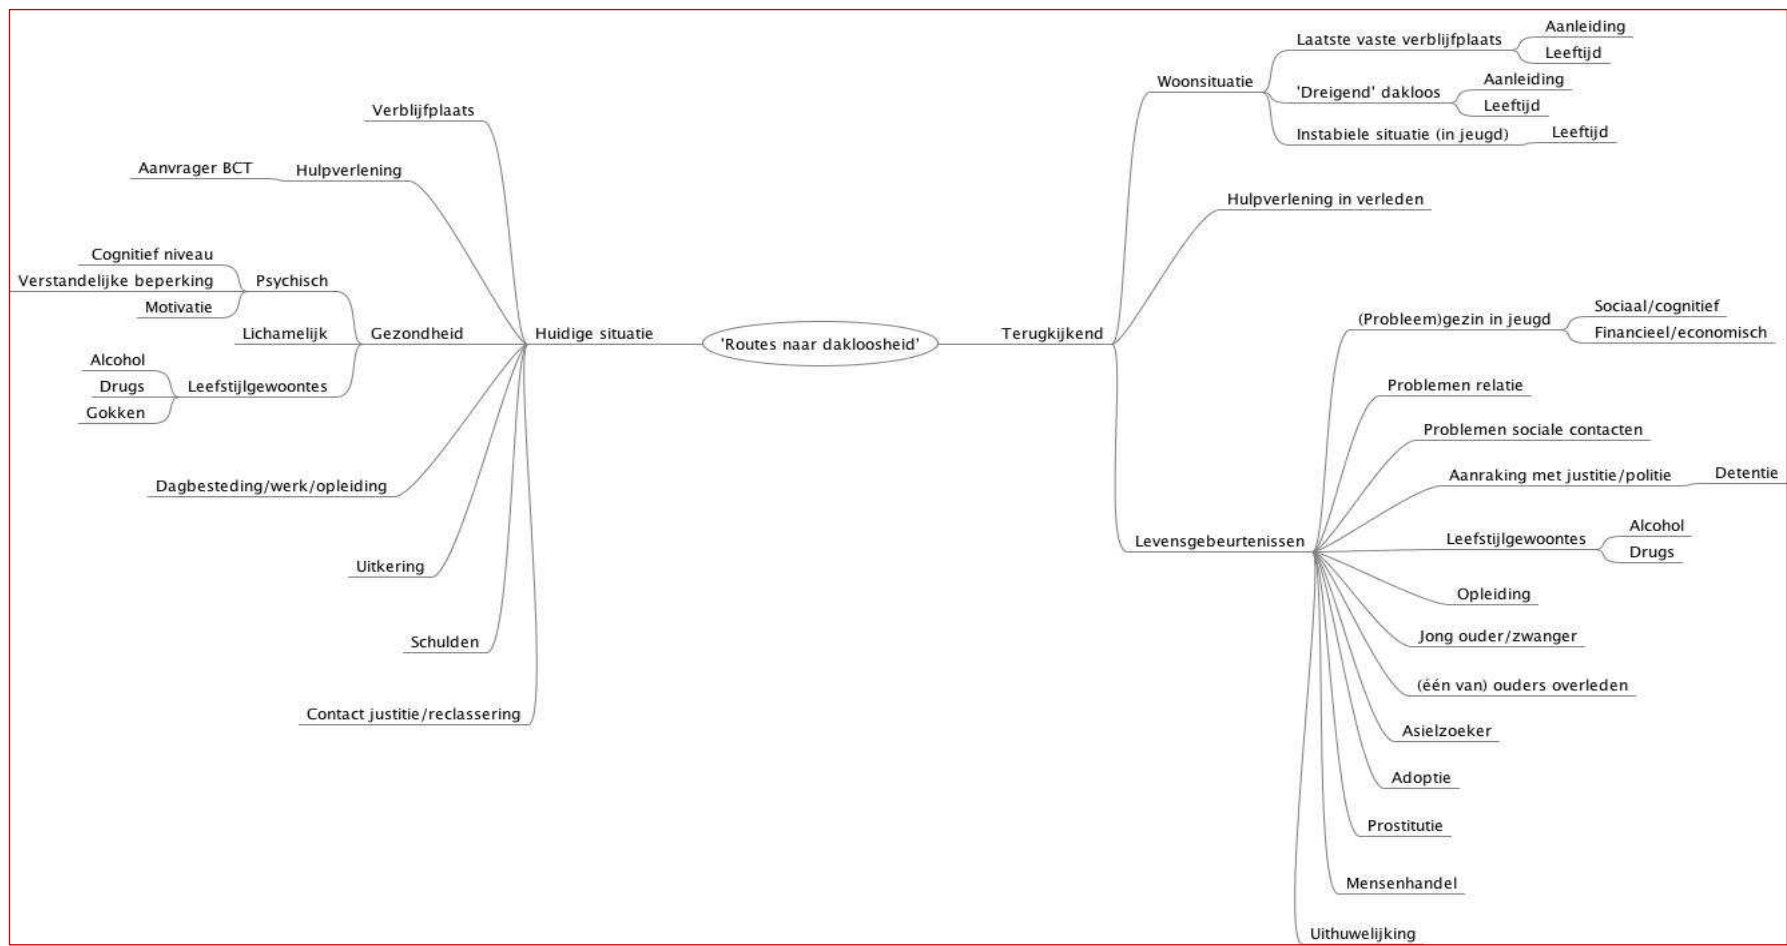 'Routes naar dakloosheid'
Huidige situatie
Verblijfplaats
Hulpverlening
Aanvrager BCT
Gezondheid
Psychisch
Cognitief niveau
Verstandelijke beperking
Motivatie
Lichamelijk
Leefstijlgewoontes
Alcohol
Drugs
Gokken
Dagbesteding/werk/opleiding
Uitkering
Schulden
Contact justitie/reclassering
Terugkijkend
Woonsituatie
Laatste vaste verblijfplaats
Aanleiding
Leeftijd
'Dreigend' dakloos
Aanleiding
Leeftijd
Instabiele situatie (in jeugd)
Leeftijd
Hulpverlening in verleden
Levensgebeurtenissen
(Probleem)gezin in jeugd
Sociaal/cognitief
Financieel/economisch
Problemen relatie
Problemen sociale contacten
Aanraking met justitie/politie
Detentie
Leefstijlgewoontes
Alcohol
Drugs
Opleiding
Jong ouder/zwanger
(één van) ouders overleden
Asielzoeker
Adoptie
Prostitutie
Mensenhandel
Uithuwelijking